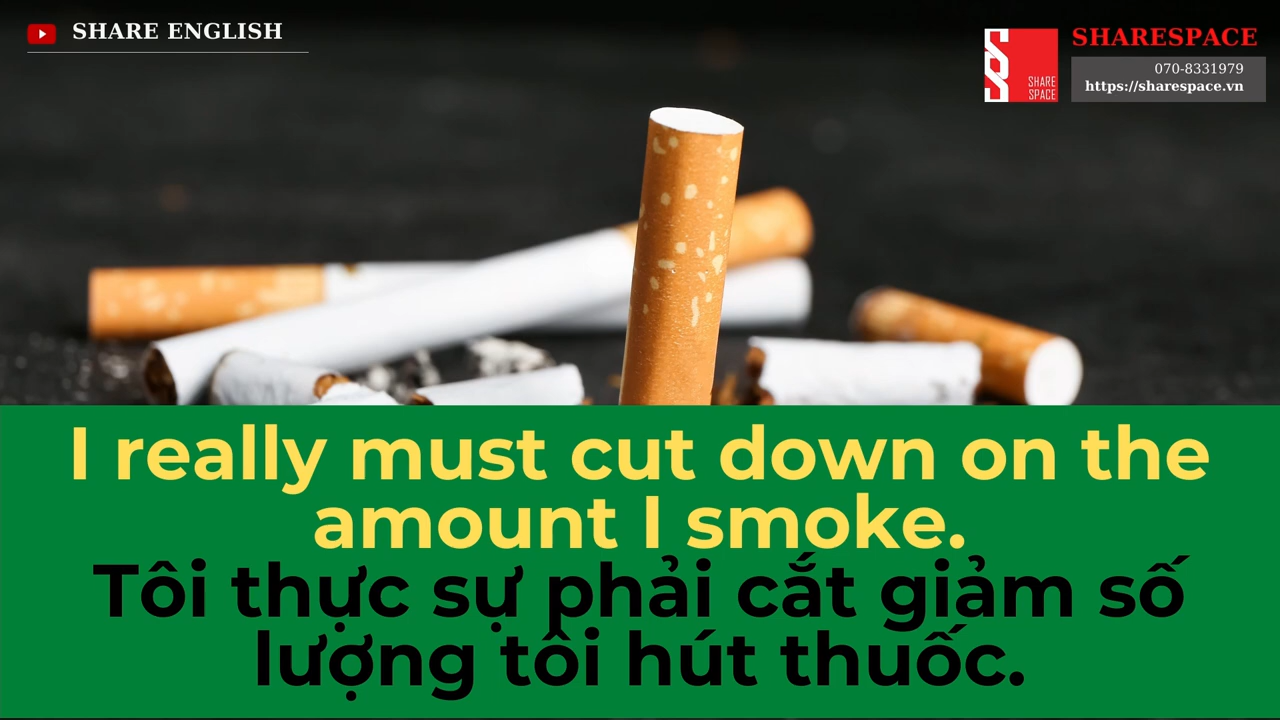 SHARE ENGLISH
SHARESPACE
070-8331979
https://sharespace.vn
SHARE
SPACE
I really must cut down on the
amount I smoke.
Tôi thực sự phải cắt giảm số
lượng tôi hút thuốc.